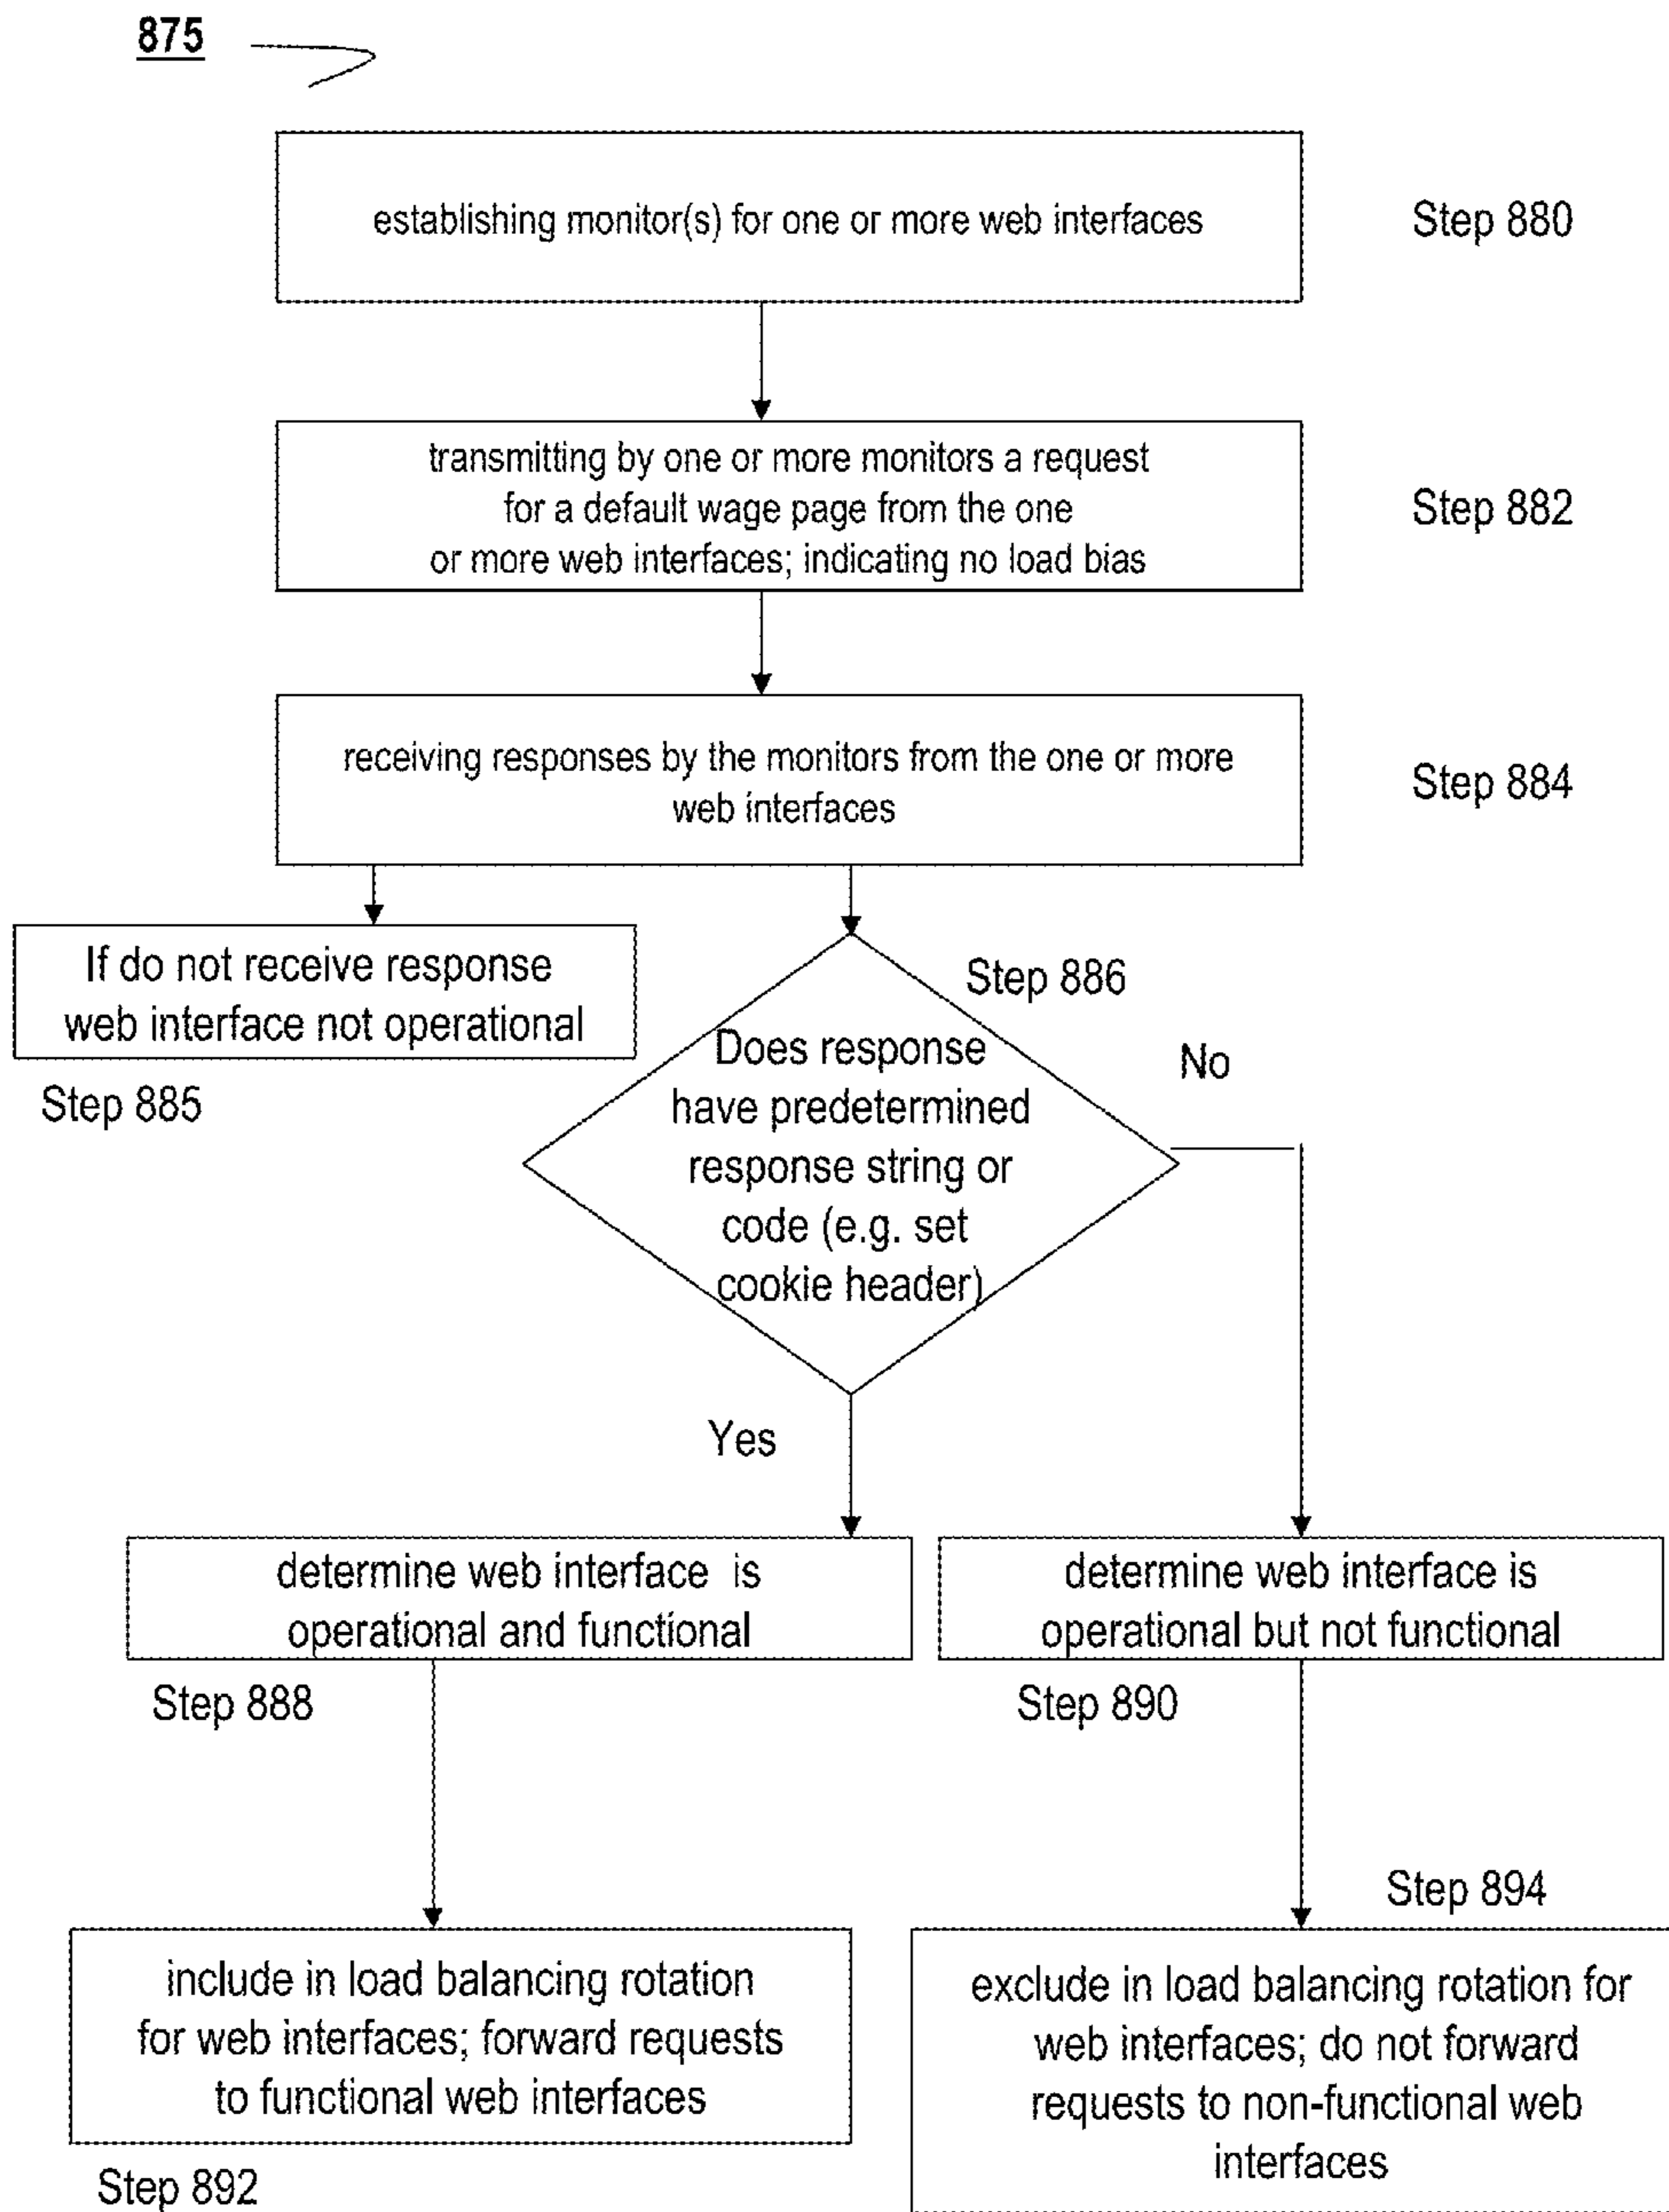 875
establishing monitor(s) for one or more web interfaces
Step 880
transmitting by one or more monitors a request
for a default wage page from the one
or more web interfaces; indicating no load bias
Step 882
receiving responses by the monitors from the one or more
web interfaces
Step 884
If do not receive response
web interface not operational
Step 885
Step 886
Does response
have predetermined
response string or
code (e.g. set
cookie header)
No
Yes
determine web interface is
operational and functional
Step 888
determine web interface is
operational but not functional
Step 890
include in load balancing rotation
for web interfaces; forward requests
to functional web interfaces
Step 892
Step 894
exclude in load balancing rotation for
web interfaces; do not forward
requests to non-functional web
interfaces